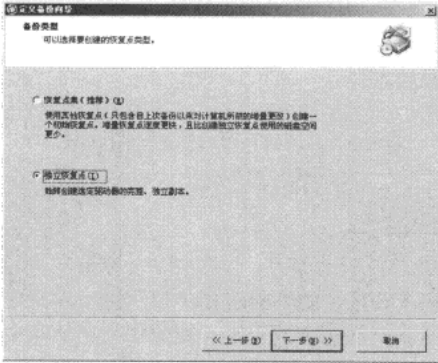 定义备份向导
备份类型
可以选择要创建的恢复点类型。
恢复点集(推荐)(R)
使用其他恢复点(只包含自上次备份以来对计算机所做的增量更改)创建一
个初始恢复点。增量恢复点速度更快，且比创建独立恢复点使用的磁盘空间
更少。
独立恢复点(I)
始终创建选定驱动器的完整、独立副本。
<< 上一步(B)
下一步(N) >>
取消